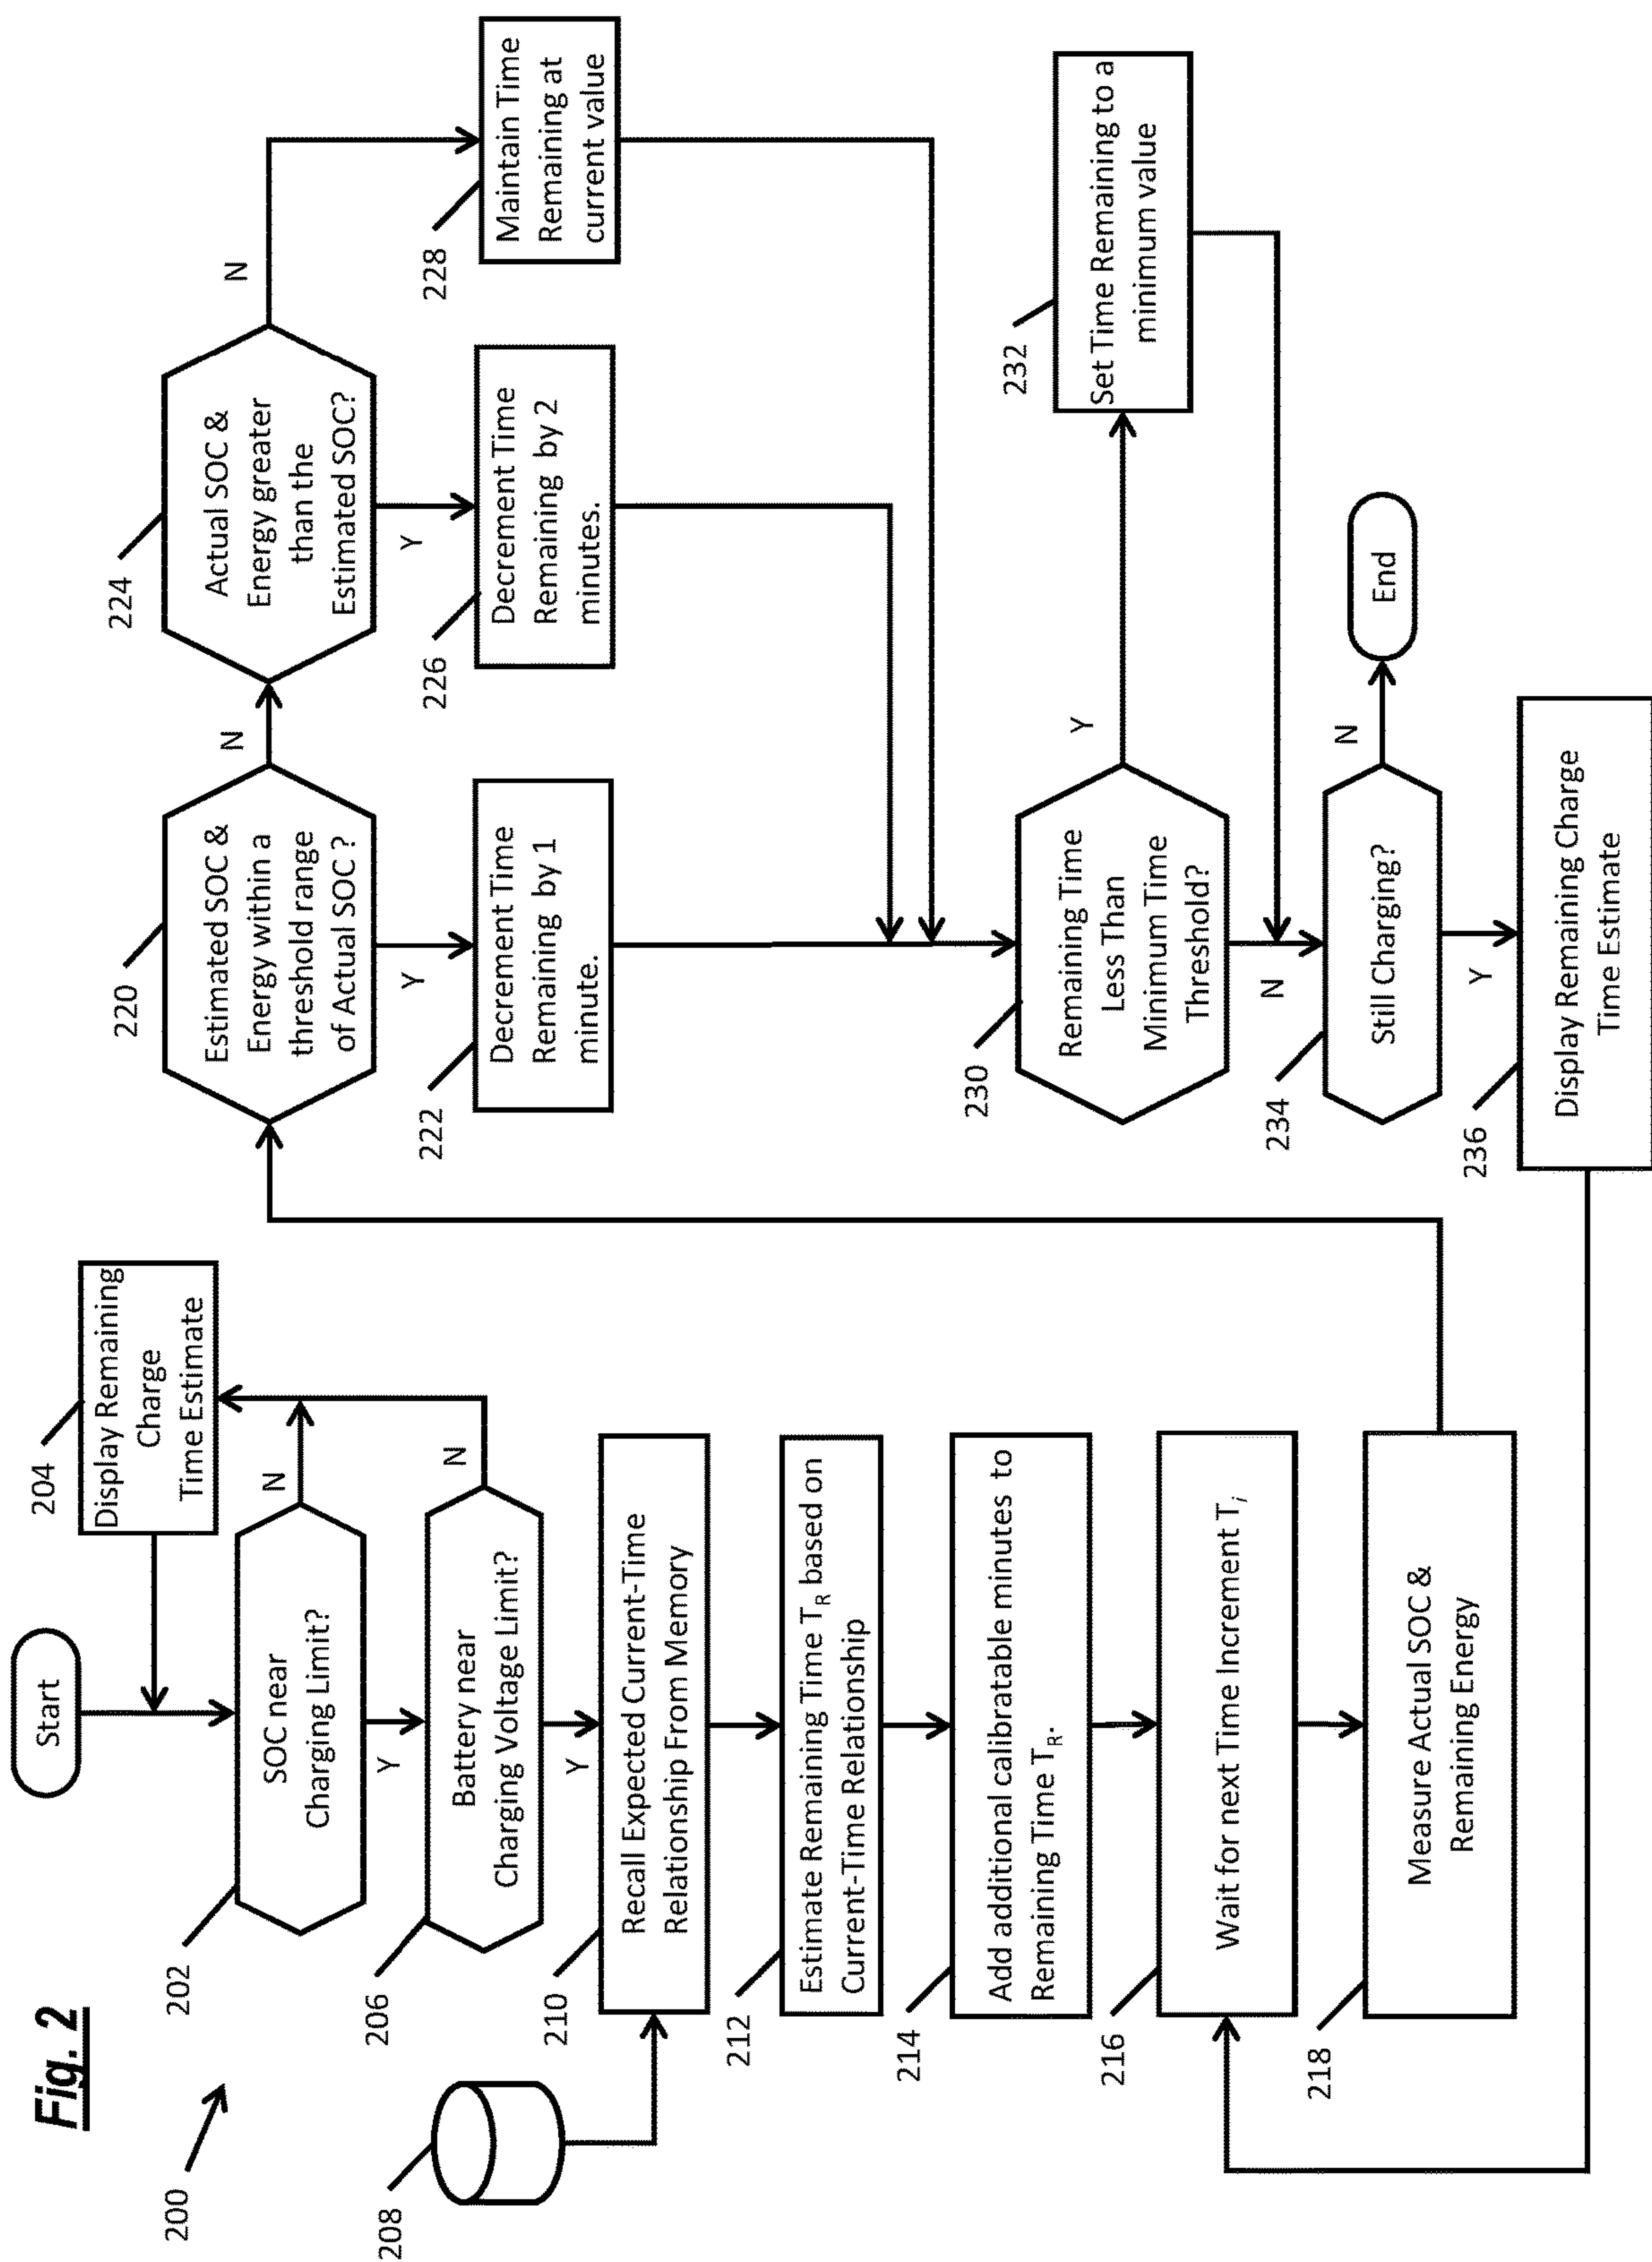 Fig. 2
200
Start
204
Display Remaining
Charge
Time Estimate
202
SOC near
Charging Limit?
N
Y
206
Battery near
Charging Voltage Limit?
N
Y
208
210
Recall Expected Current-Time
Relationship From Memory
212
Estimate Remaining Time TR based on
Current-Time Relationship
214
Add additional calibratable minutes to
Remaining Time TR.
216
Wait for next Time Increment Ti
218
Measure Actual SOC &
Remaining Energy
220
Estimated SOC &
Energy within a
threshold range
of Actual SOC ?
N
Y
222
Decrement Time
Remaining by 1
minute.
224
Actual SOC &
Energy greater
than the
Estimated SOC?
N
Y
226
Decrement Time
Remaining by 2
minutes.
228
Maintain Time
Remaining at
current value
230
Remaining Time
Less Than
Minimum Time
Threshold?
Y
N
232
Set Time Remaining to a
minimum value
234
Still Charging?
N
End
Y
236
Display Remaining Charge
Time Estimate